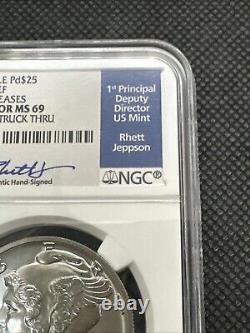 LE Pd$25
EF
EASES
OR MS 69
STRUCK THRU
ntic Hand-Signed
1st Principal
Deputy
Director
US Mint
Rhett
Jeppson
NGC®
E